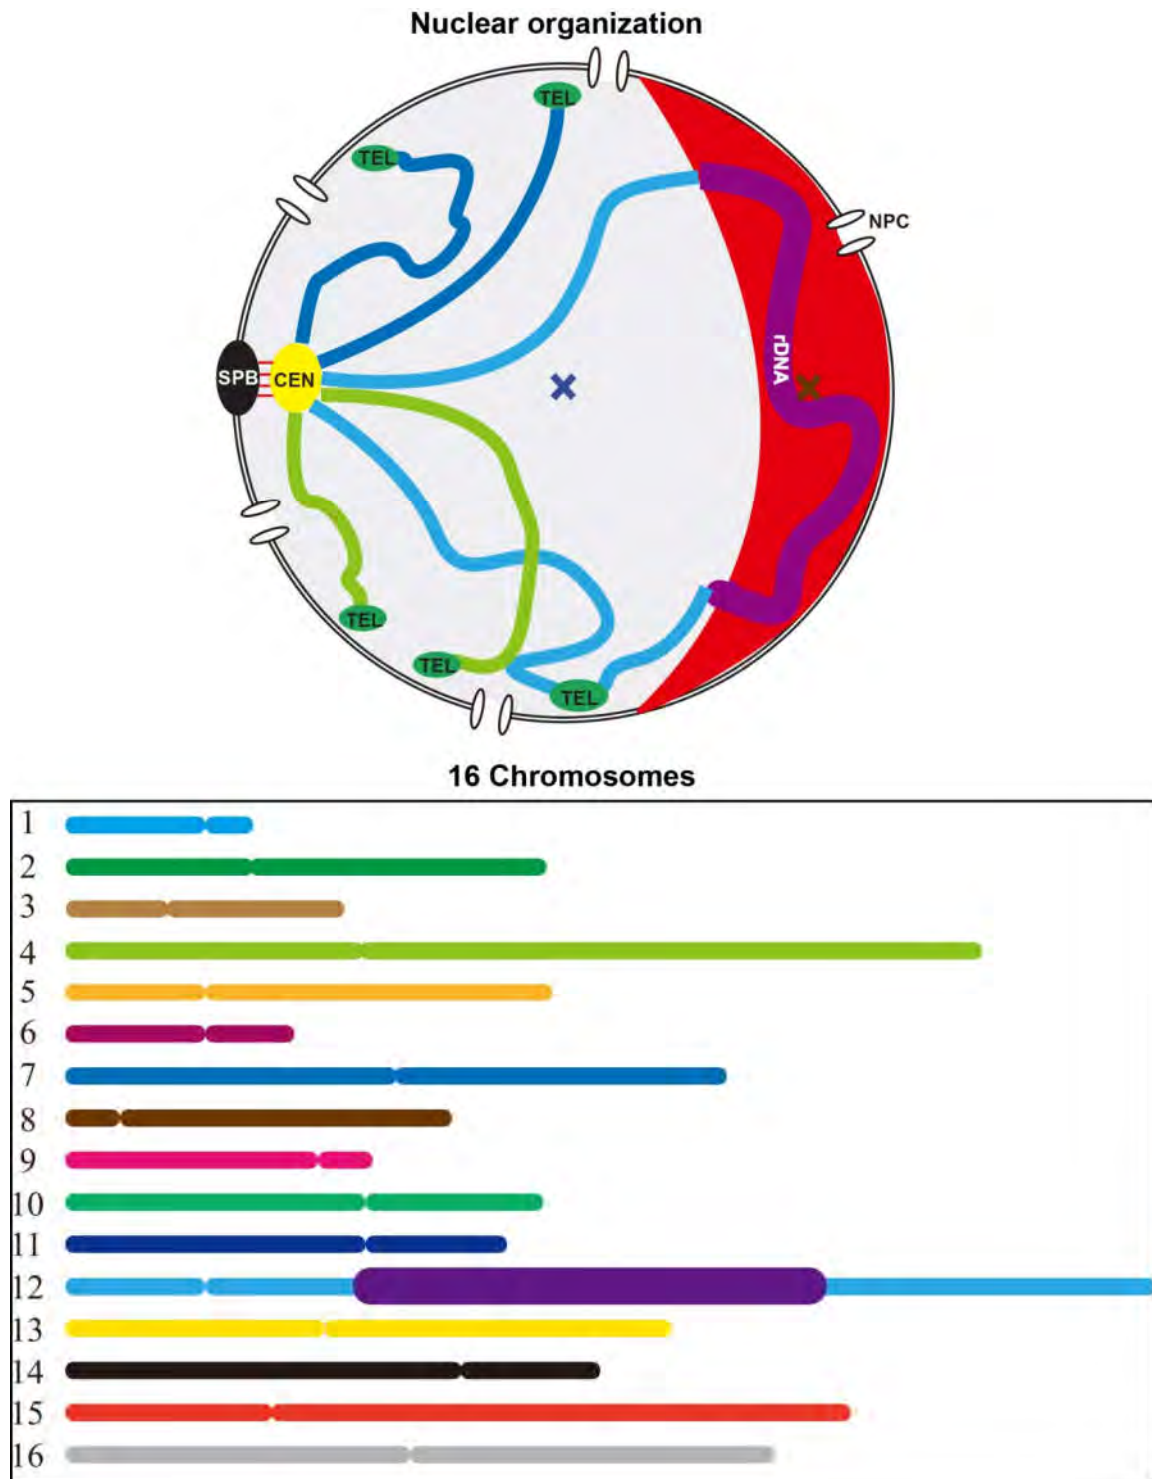 Nuclear organization
TEL
TEL
NPC
rDNA
SPB
CEN
TEL
TEL
TEL
16 Chromosomes
1
2
3
4
5
6
7
8
9
10
11
12
13
14
15
16